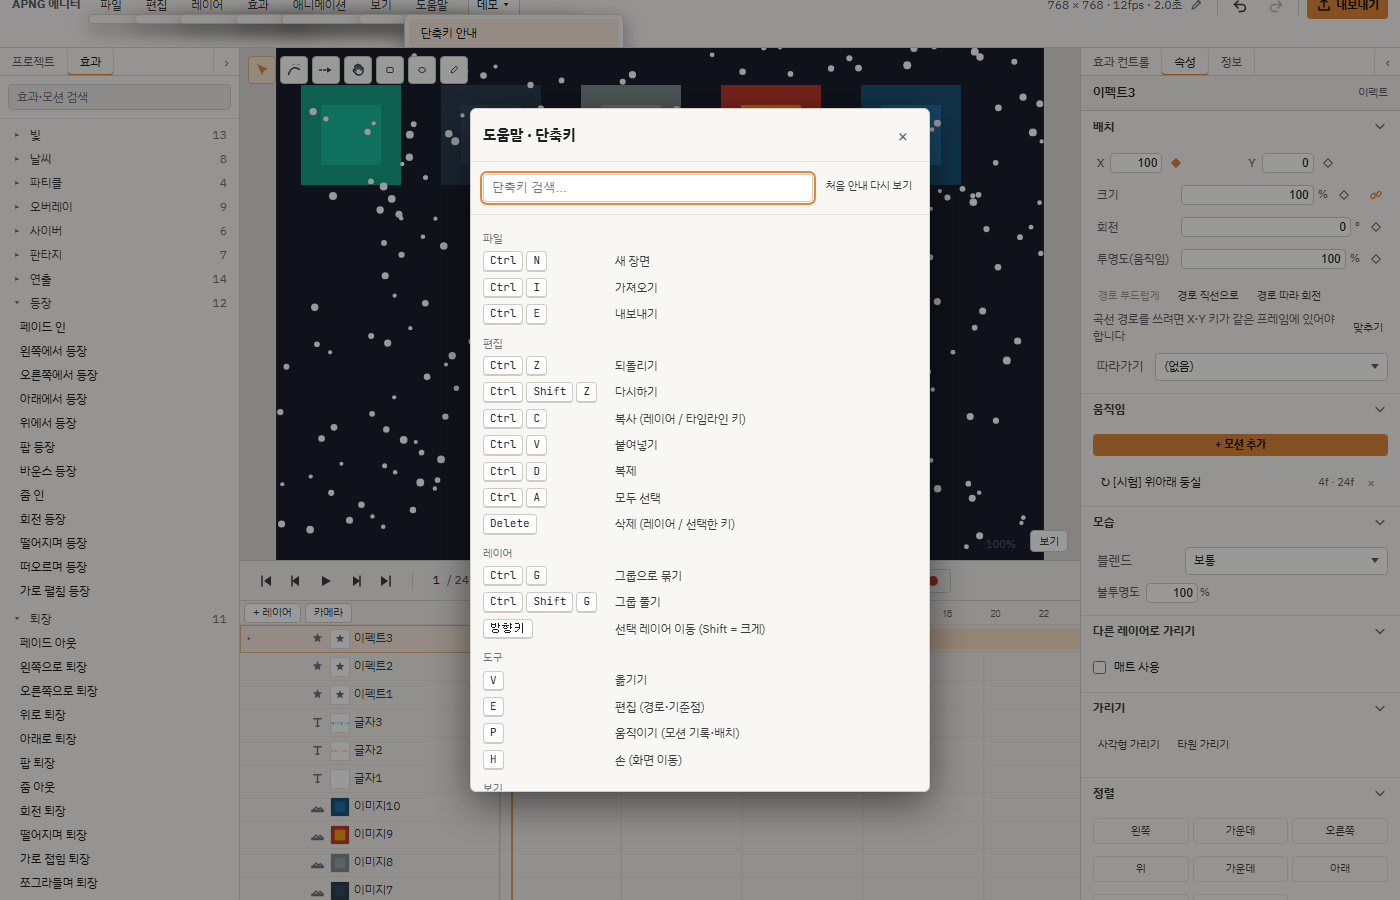 APNG 에디터 파일 편집 레이어 효과 애니메이션 보기 도움말 데모 ▾ 768 × 768 · 12fps · 2.0초 내보내기
단축키 안내
프로젝트 효과 ›
효과·모션 검색
빛 13
날씨 8
파티클 4
오버레이 9
사이버 6
판타지 7
연출 14
등장 12
페이드 인
왼쪽에서 등장
오른쪽에서 등장
아래에서 등장
위에서 등장
팝 등장
바운스 등장
줌 인
회전 등장
떨어지며 등장
떠오르며 등장
가로 펼침 등장
퇴장 11
페이드 아웃
왼쪽으로 퇴장
오른쪽으로 퇴장
위로 퇴장
아래로 퇴장
팝 퇴장
줌 아웃
회전 퇴장
떨어지며 퇴장
가로 접힘 퇴장
쪼그라들며 퇴장
도움말 · 단축키 ×
단축키 검색... 처음 안내 다시 보기
파일
Ctrl N 새 장면
Ctrl I 가져오기
Ctrl E 내보내기
편집
Ctrl Z 되돌리기
Ctrl Shift Z 다시하기
Ctrl C 복사 (레이어 / 타임라인 키)
Ctrl V 붙여넣기
Ctrl D 복제
Ctrl A 모두 선택
Delete 삭제 (레이어 / 선택한 키)
레이어
Ctrl G 그룹으로 묶기
Ctrl Shift G 그룹 풀기
방향키 선택 레이어 이동 (Shift = 크게)
도구
V 옮기기
E 편집 (경로·기준점)
P 움직이기 (모션 기록·배치)
H 손 (화면 이동)
보기
100% 보기
1 / 24
+ 레이어 카메라 18 20 22
이펙트3
이펙트2
이펙트1
T 글자3
T 글자2
T 글자1
이미지10
이미지9
이미지8
이미지7
효과 컨트롤 속성 정보 ‹
이펙트3 이펙트
배치
X 100 Y 0
크기 100 %
회전 0 °
투명도(움직임) 100 %
경로 부드럽게 경로 직선으로 경로 따라 회전
곡선 경로를 쓰려면 X·Y 키가 같은 프레임에 있어야 합니다 맞추기
따라가기 (없음)
움직임
+ 모션 추가
↻ [시험] 위아래 둥실 4f · 24f ×
모습
블렌드 보통
불투명도 100 %
다른 레이어로 가리기
매트 사용
가리기
사각형 가리기 타원 가리기
정렬
왼쪽 가운데 오른쪽
위 가운데 아래